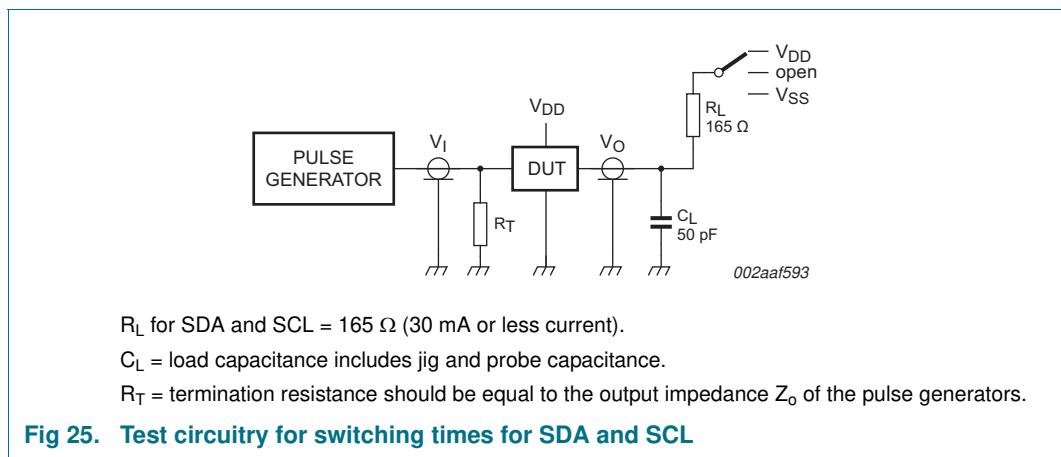 V_DD
open
V_SS
R_L
165 Ω
V_DD
V_I
V_O
PULSE
GENERATOR
DUT
R_T
C_L
50 pF
002aaf593
R_L for SDA and SCL = 165 Ω (30 mA or less current).
C_L = load capacitance includes jig and probe capacitance.
R_T = termination resistance should be equal to the output impedance Z_o of the pulse generators.
Fig 25. Test circuitry for switching times for SDA and SCL